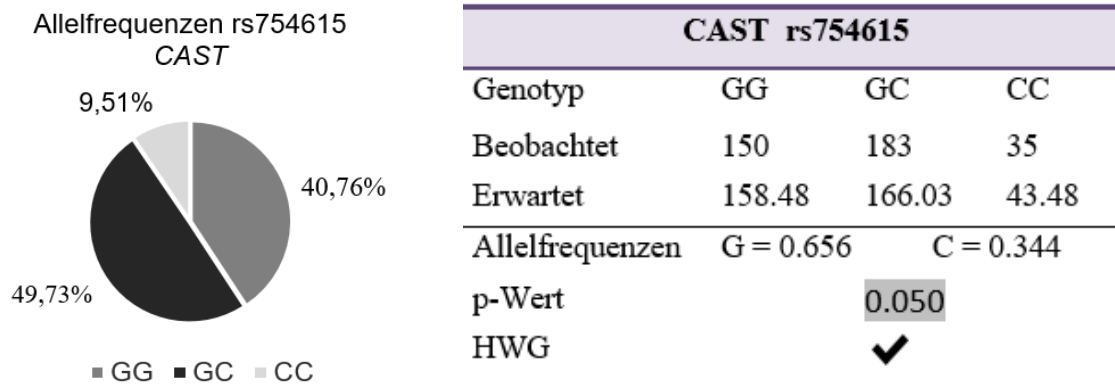 Allelfrequenzen rs754615
CAST
9,51%
40,76%
49,73%
GG GC CC
CAST rs754615
Genotyp GG GC CC
Beobachtet 150 183 35
Erwartet 158.48 166.03 43.48
Allelfrequenzen G = 0.656 C = 0.344
p-Wert 0.050
HWG ✔